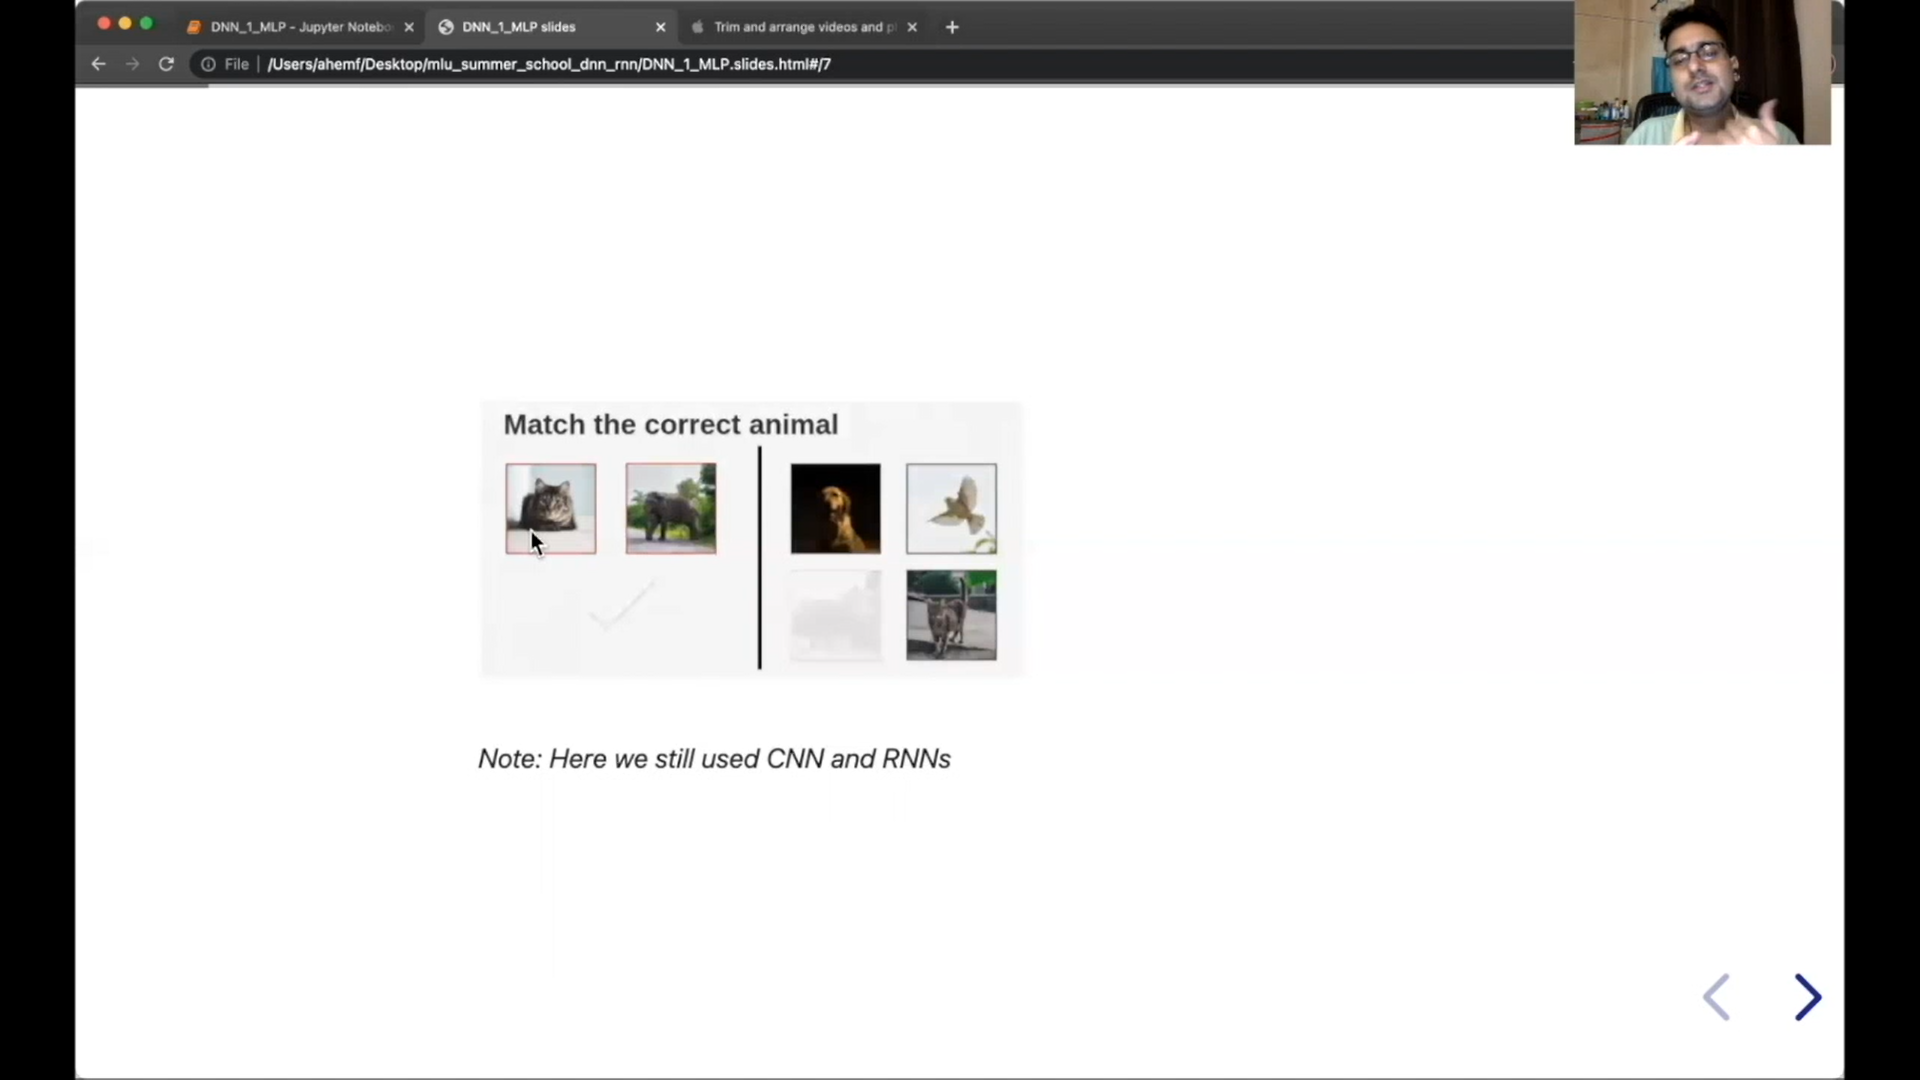 DNN_1_MLP - Jupyter Notebo
DNN_1_MLP slides
Trim and arrange videos and p
File
/Users/ahemf/Desktop/mlu_summer_school_dnn_rnn/DNN_1_MLP.slides.html#/7
Match the correct animal
Note: Here we still used CNN and RNNs